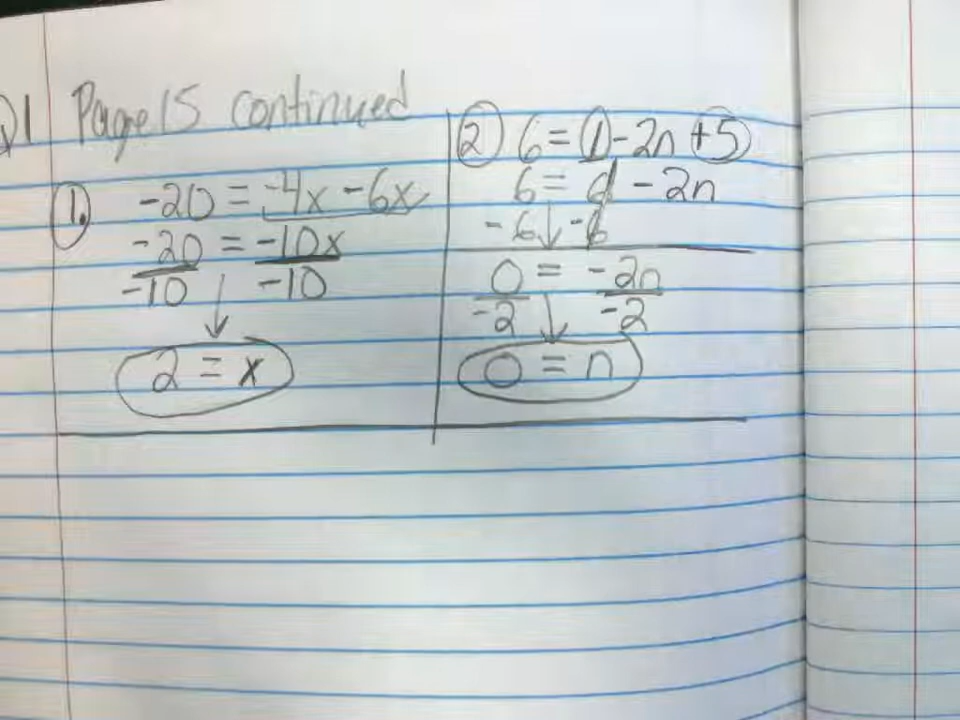 Q1 Page 15 continued
1. -20 = -4x - 6x
-20 = -10x
-10 -10
2 = x
2 6 = 1 - 2n + 5
6 = 6 - 2n
-6 -6
0 = -2n
-2 -2
0 = n